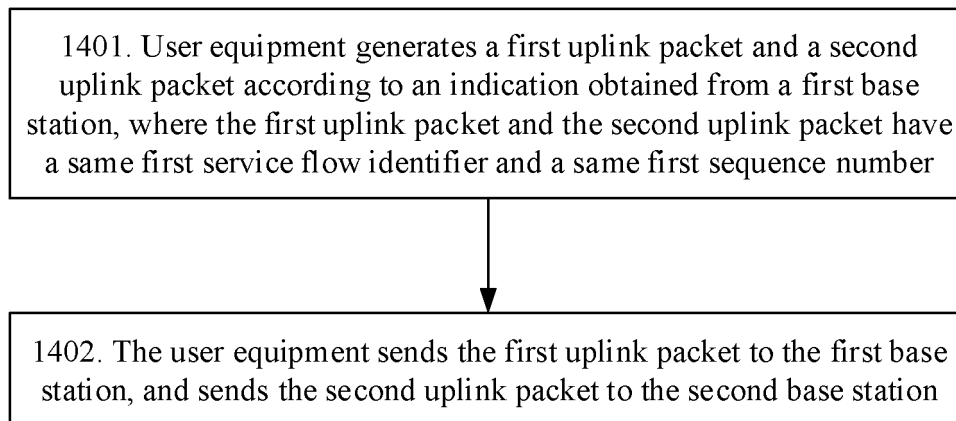 1401. User equipment generates a first uplink packet and a second
uplink packet according to an indication obtained from a first base
station, where the first uplink packet and the second uplink packet have
a same first service flow identifier and a same first sequence number
1402. The user equipment sends the first uplink packet to the first base
station, and sends the second uplink packet to the second base station